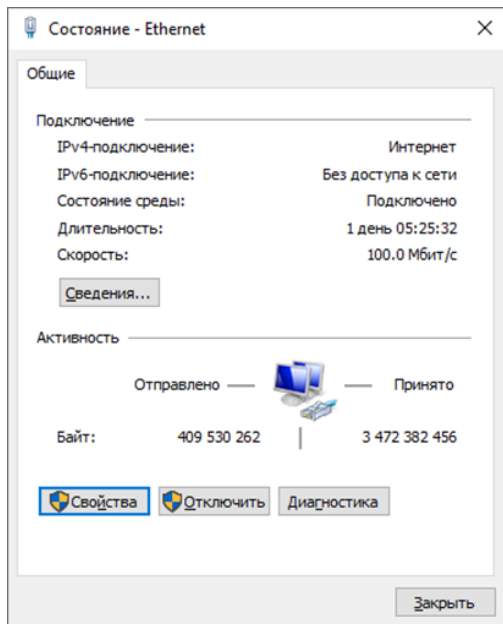 Состояние - Ethernet
Общие
Подключение
IPv4-подключение: Интернет
IPv6-подключение: Без доступа к сети
Состояние среды: Подключено
Длительность: 1 день 05:25:32
Скорость: 100.0 Мбит/с
Сведения...
Активность
Отправлено — Принято
Байт: 409 530 262 3 472 382 456
Свойства Отключить Диагностика
Закрыть